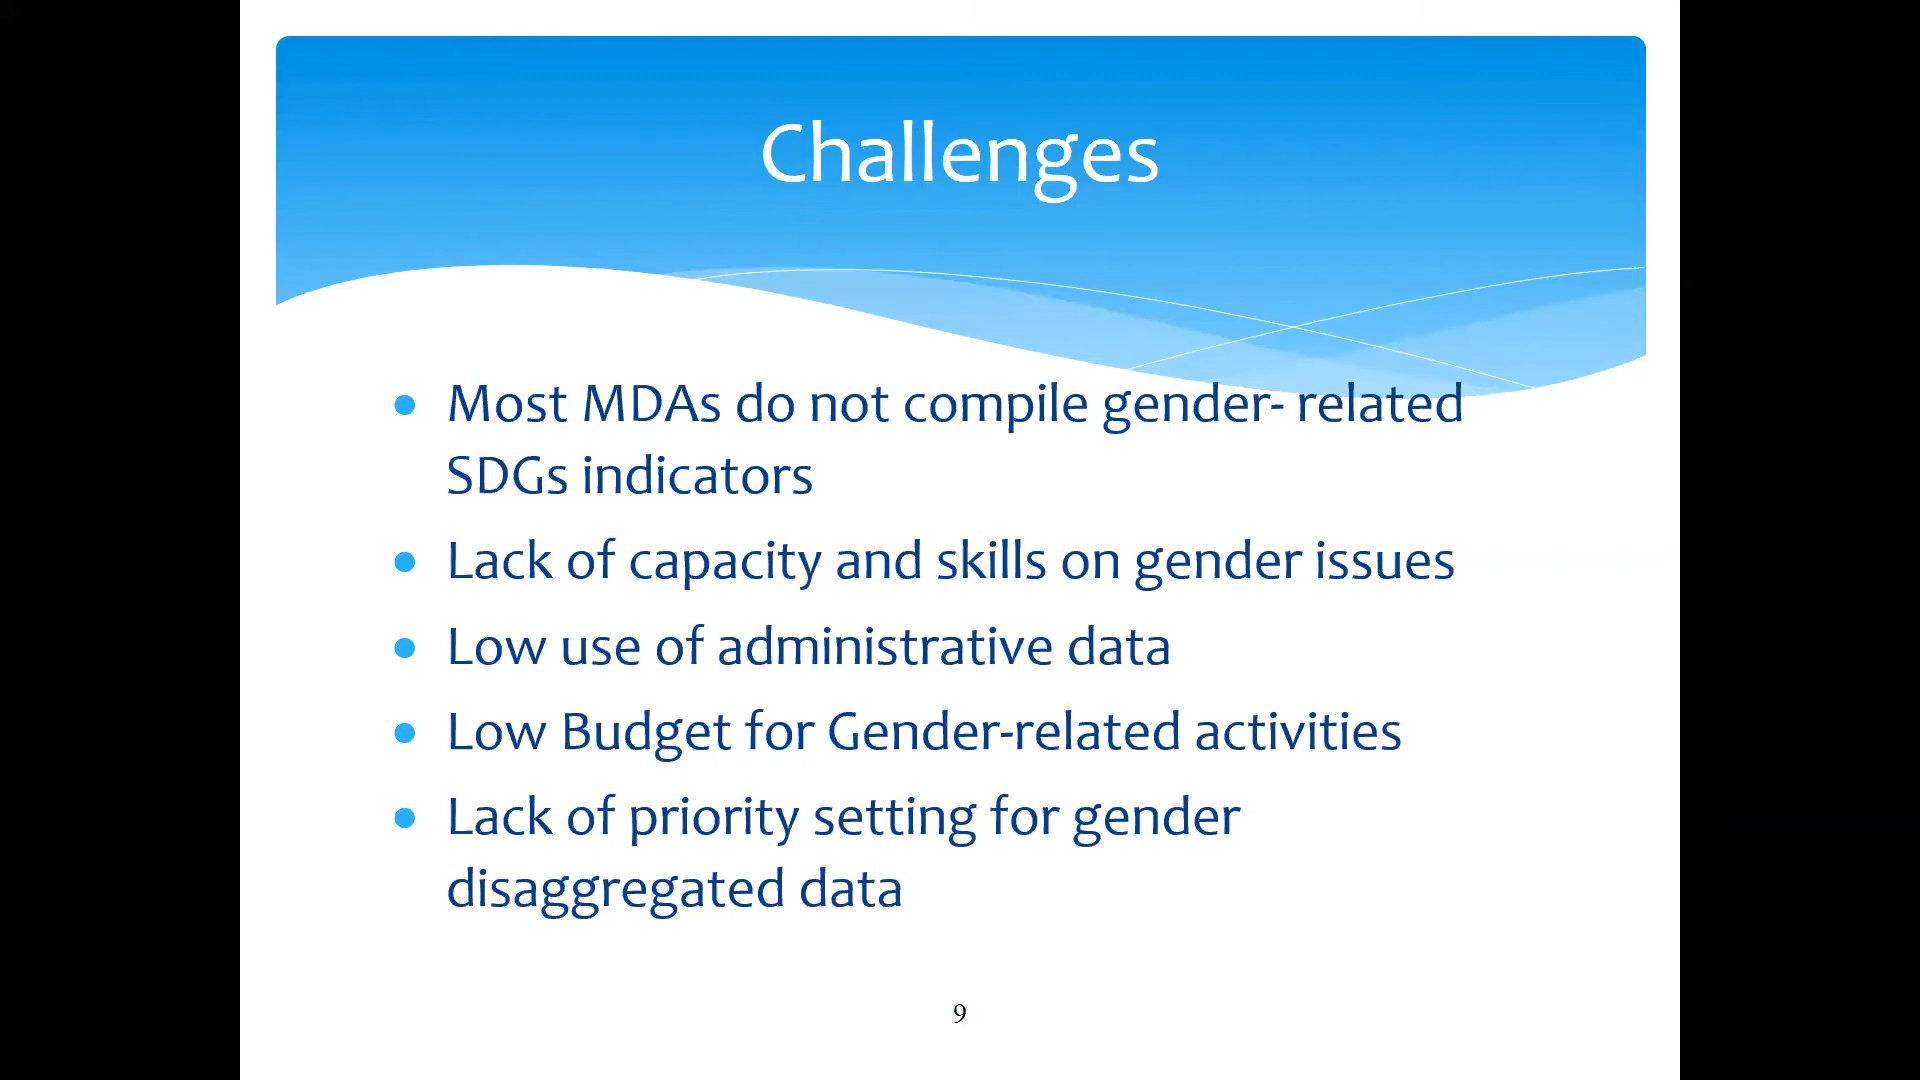 Challenges
• Most MDAs do not compile gender- related
SDGs indicators
• Lack of capacity and skills on gender issues
• Low use of administrative data
• Low Budget for Gender-related activities
• Lack of priority setting for gender
disaggregated data
9